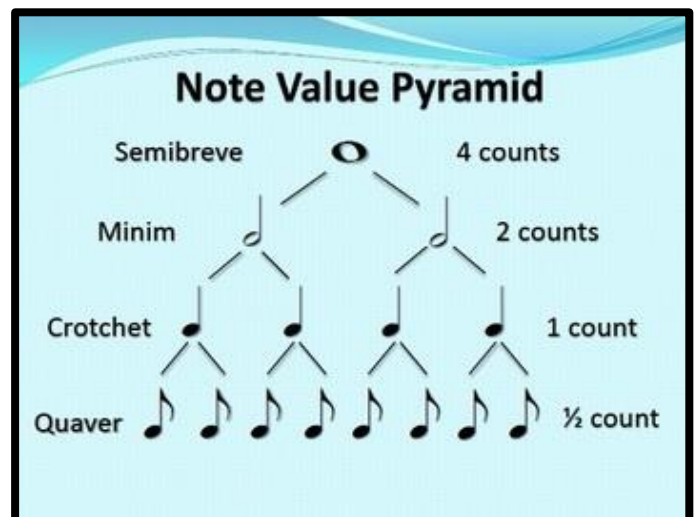 Note Value Pyramid
Semibreve 4 counts
Minim 2 counts
Crotchet 1 count
Quaver ½ count